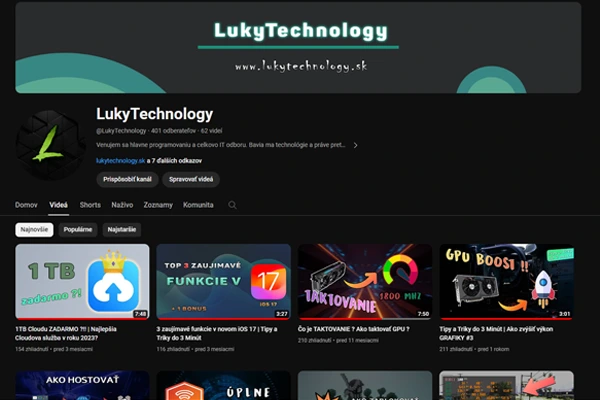 LukyTechnology
www.lukytechnology.sk
LukyTechnology
@LukyTechnology · 401 odberateľov · 62 videí
Venujem sa hlavne programovaniu a celkovo IT odboru. Bavia ma technológie a práve pret...
lukytechnology.sk a 7 ďalších odkazov
Prispôsobiť kanál Spravovať videá
Domov Videá Shorts Naživo Zoznamy Komunita
Najnovšie Populárne Najstaršie
1 TB
zadarmo ?!
7:48
TOP 3 ZAUJÍMAVÉ
FUNKCIE V
17
iOS 17
+ 1 BONUS
3:27
TAKTOVANIE
1800 MHZ
7:50
GPU BOOST !!
3:01
1TB Cloudu ZADARMO ?!! | Najlepšia
Cloudova služba v roku 2023?
154 zhliadnutí · pred 3 mesiacmi
3 zaujímavé funkcie v novom iOS 17 | Tipy a
Triky do 3 Minút
116 zhliadnutí · pred 3 mesiacmi
Čo je TAKTOVANIE ? Ako taktovať GPU ?
210 zhliadnutí · pred 11 mesiacmi
Tipy a Triky do 3 Minút | Ako zvýšiť výkon
GRAFIKY #3
211 zhliadnutí · pred 1 rokom
AKO HOSTOVAŤ
ÚPLNE
AKO ZABLOKOVAŤ